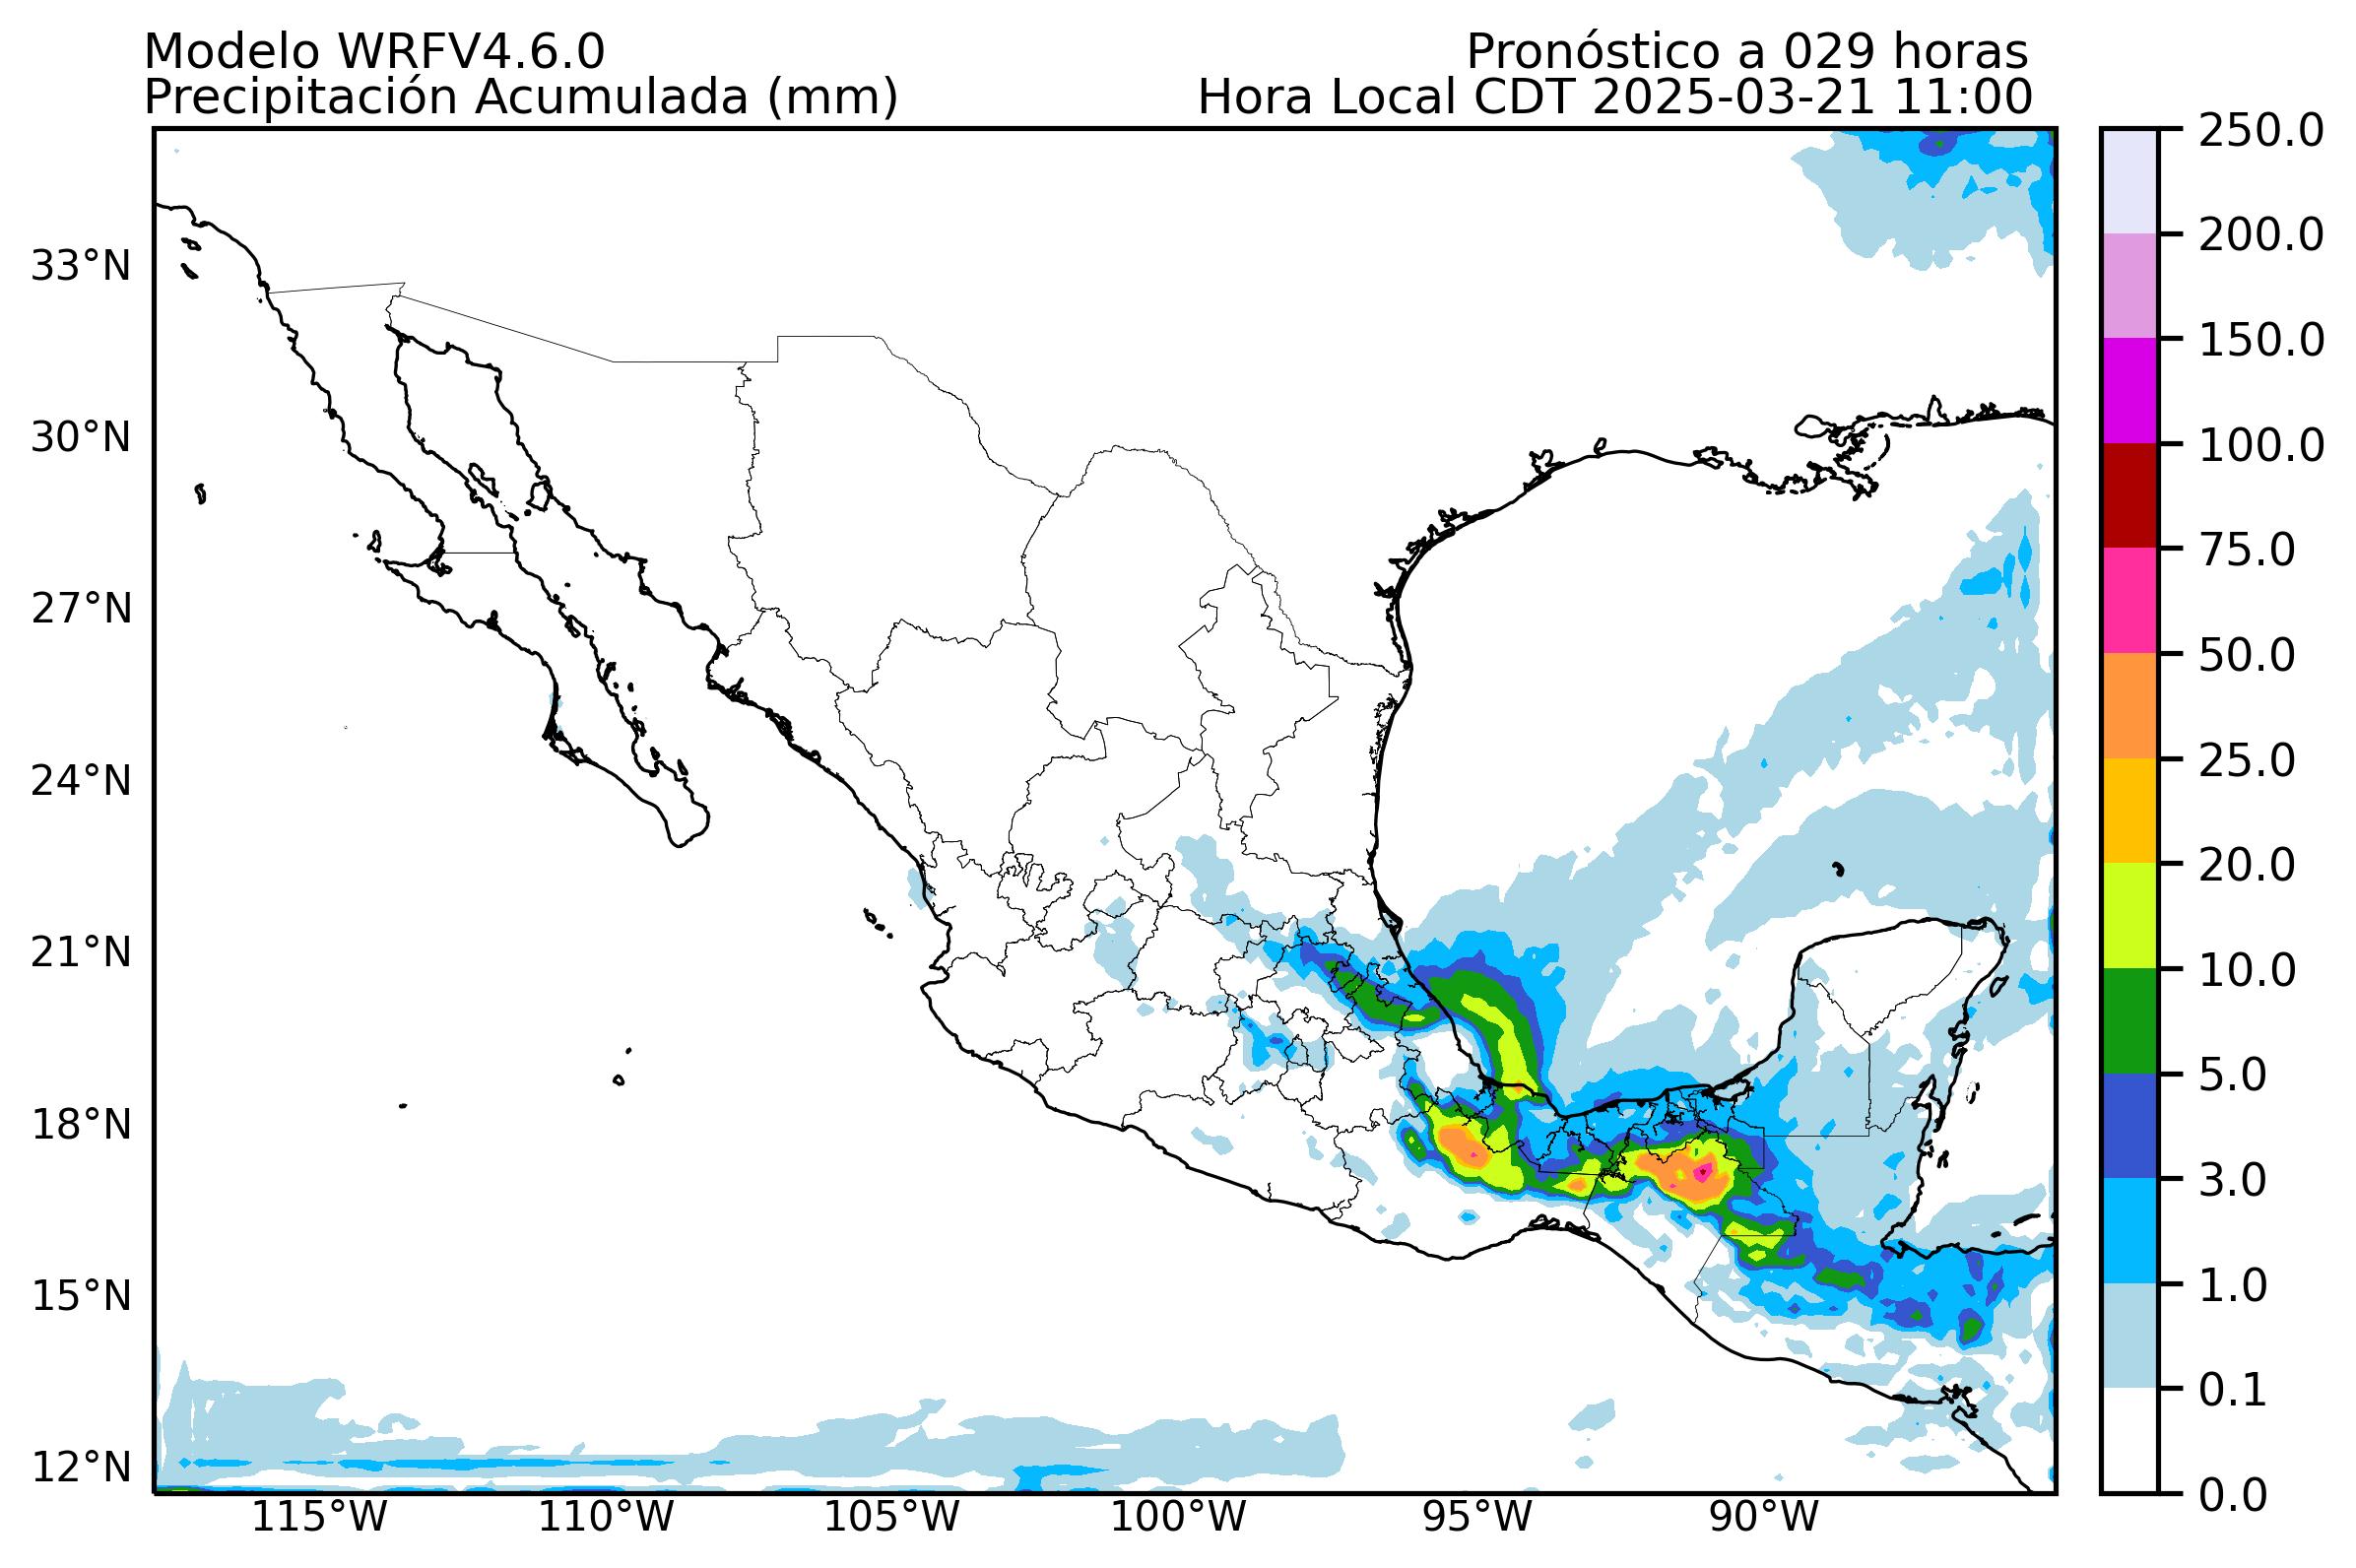 Modelo WRFV4.6.0
Pronóstico a 029 horas
Precipitación Acumulada (mm)
Hora Local CDT 2025-03-21 11:00
33°N
30°N
27°N
24°N
21°N
18°N
15°N
12°N
115°W
110°W
105°W
100°W
95°W
90°W
250.0
200.0
150.0
100.0
75.0
50.0
25.0
20.0
10.0
5.0
3.0
1.0
0.1
0.0